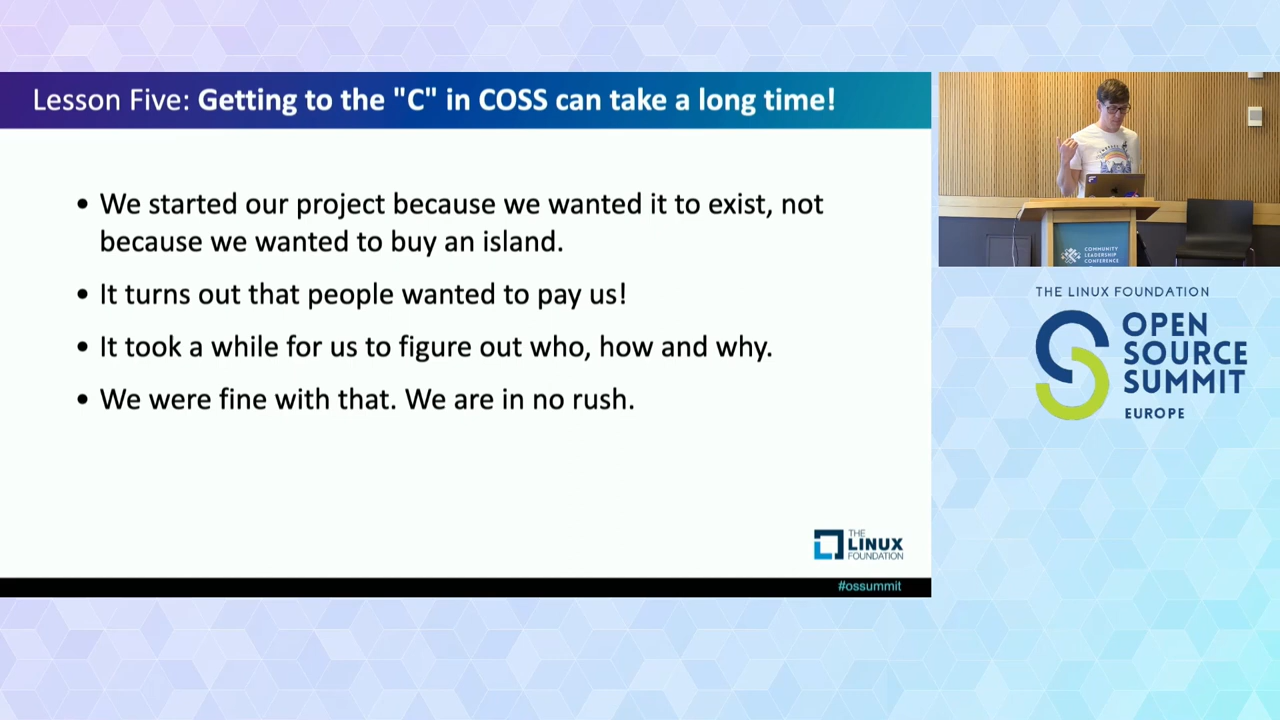 Lesson Five: Getting to the "C" in COSS can take a long time!
• We started our project because we wanted it to exist, not
because we wanted to buy an island.
• It turns out that people wanted to pay us!
• It took a while for us to figure out who, how and why.
• We were fine with that. We are in no rush.
THE
LINUX
FOUNDATION
#ossummit
COMMUNITY
LEADERSHIP
CONFERENCE
THE LINUX FOUNDATION
OPEN
SOURCE
SUMMIT
EUROPE